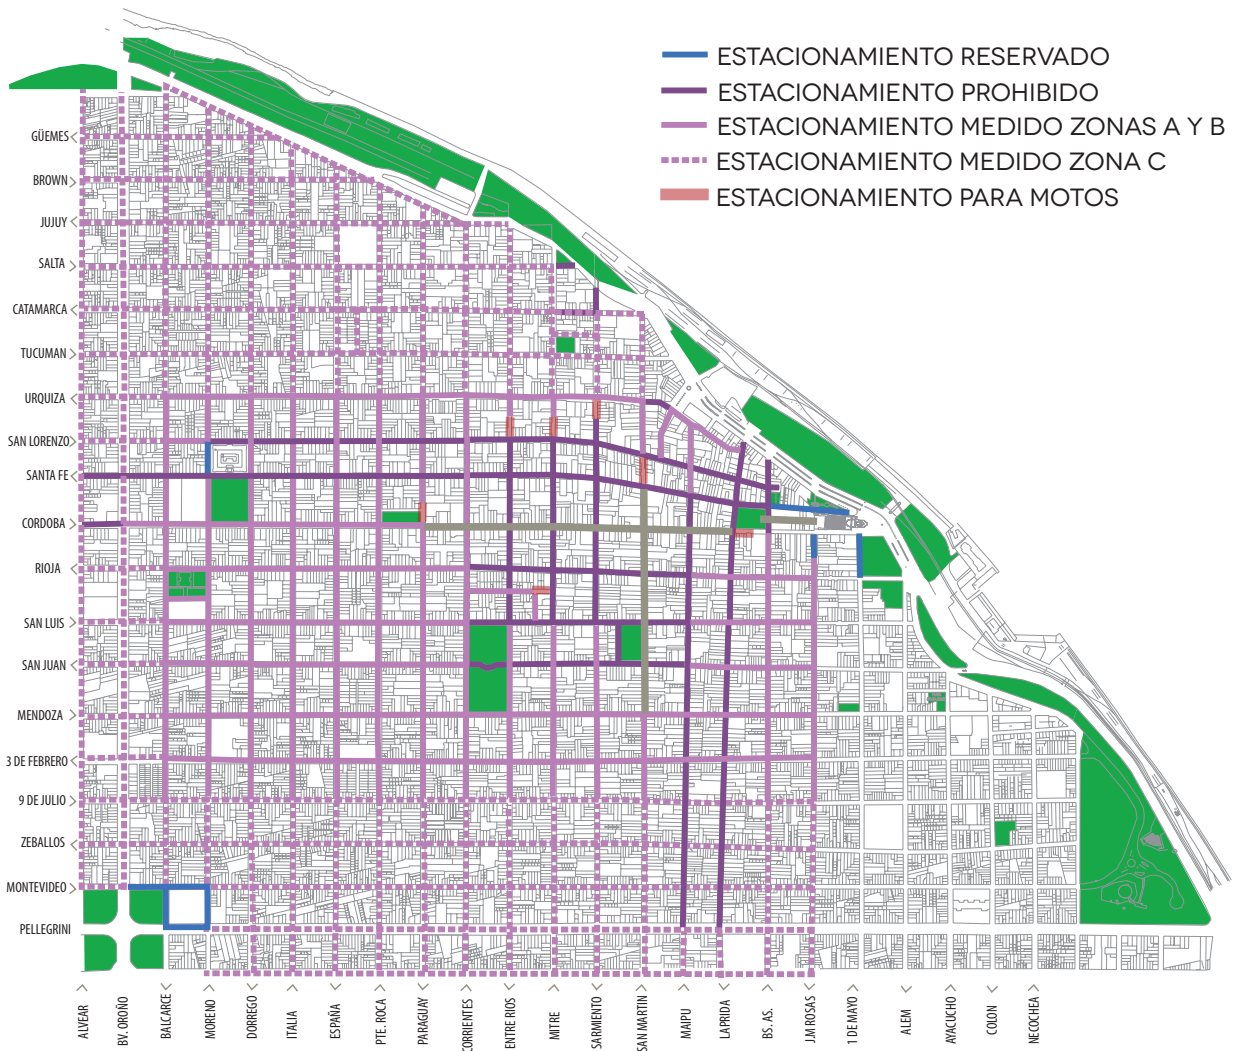 ESTACIONAMIENTO RESERVADO
ESTACIONAMIENTO PROHIBIDO
ESTACIONAMIENTO MEDIDO ZONAS A Y B
ESTACIONAMIENTO MEDIDO ZONA C
ESTACIONAMIENTO PARA MOTOS
GÜEMES
BROWN
JUJUY
SALTA
CATAMARCA
TUCUMAN
URQUIZA
SAN LORENZO
SANTA FE
CORDOBA
RIOJA
SAN LUIS
SAN JUAN
MENDOZA
3 DE FEBRERO
9 DE JULIO
ZEBALLOS
MONTEVIDEO
PELLEGRINI
ALVEAR
BV. OROÑO
BALCARCE
MORENO
DORREGO
ITALIA
ESPAÑA
PTE. ROCA
PARAGUAY
CORRIENTES
ENTRE RIOS
MITRE
SARMIENTO
SAN MARTIN
MAIPU
LAPRIDA
BS. AS.
J.M ROSAS
1 DE MAYO
ALEM
AYACUCHO
COLON
NECOCHEA